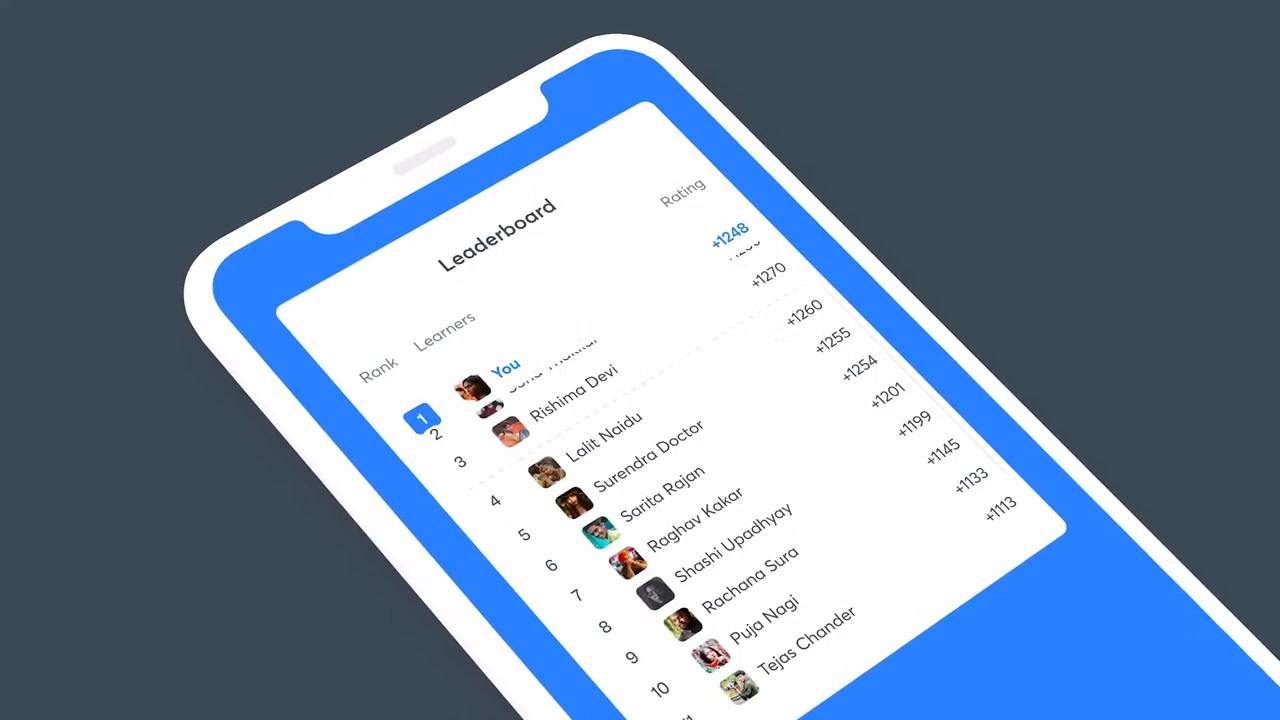 Leaderboard
Rank Learners Rating
1 You +1248
2
3 Rishima Devi +1270
4 Lalit Naidu +1260
5 Surendra Doctor +1255
6 Sarita Rajan +1254
7 Raghav Kakar +1201
8 Shashi Upadhyay +1199
9 Rachana Sura +1145
10 Puja Nagi +1133
Tejas Chander +1113